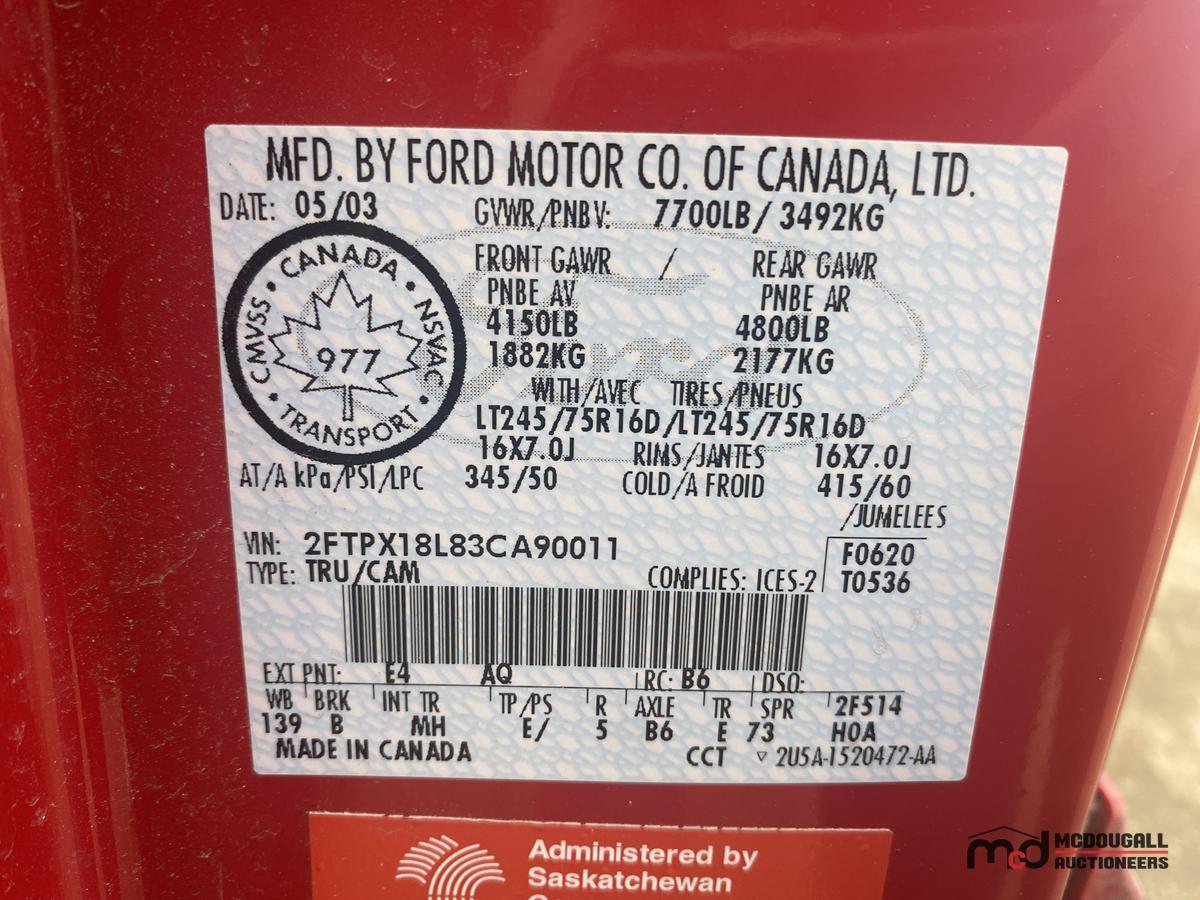 MFD. BY FORD MOTOR CO. OF CANADA, LTD.
DATE: 05/03 GVWR/PNBV: 7700LB/ 3492KG
CANADA
CMVSS
NSVAC
977
TRANSPORT
FRONT GAWR / REAR GAWR
PNBE AV PNBE AR
4150LB 4800LB
1882KG 2177KG
WITH/AVEC TIRES/PNEUS
LT245/75R16D/LT245/75R16D
16X7.0J RIMS/JANTES 16X7.0J
AT/A kPa/PSI/LPC 345/50 COLD/A FROID 415/60
/JUMELEES
VIN: 2FTPX18L83CA90011 F0620
TYPE: TRU/CAM COMPLIES: ICES-2 T0536
EXT PNT: E4 AQ RC: B6 DSO:
WB BRK INT TR TP/PS R AXLE TR SPR 2F514
139 B MH E/ 5 B6 E 73 H0A
MADE IN CANADA CCT ▽ 2U5A-1520472-AA
Administered by
Saskatchewan
mcd MCDOUGALL
AUCTIONEERS